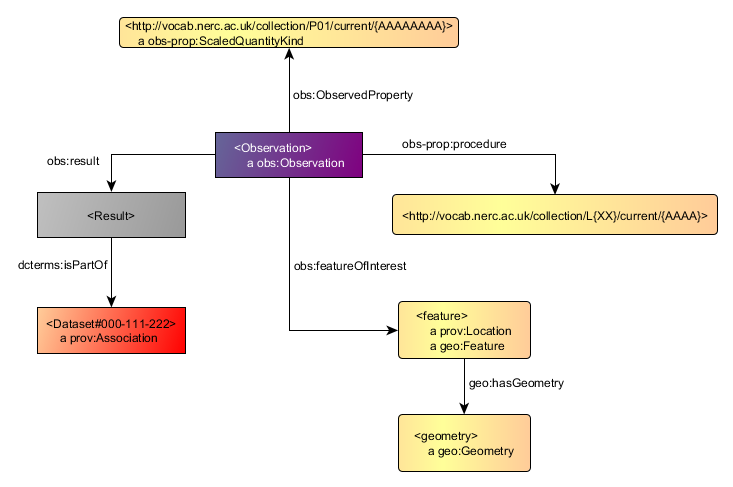 <http://vocab.nerc.ac.uk/collection/P01/current/{AAAAAAAA}>
a obs-prop:ScaledQuantityKind
obs:ObservedProperty
<Observation>
a obs:Observation
obs-prop:procedure
obs:result
<Result>
<http://vocab.nerc.ac.uk/collection/L{XX}/current/{AAAA}>
dcterms:isPartOf
obs:featureOfInterest
<Dataset#000-111-222>
a prov:Association
<feature>
a prov:Location
a geo:Feature
geo:hasGeometry
<geometry>
a geo:Geometry